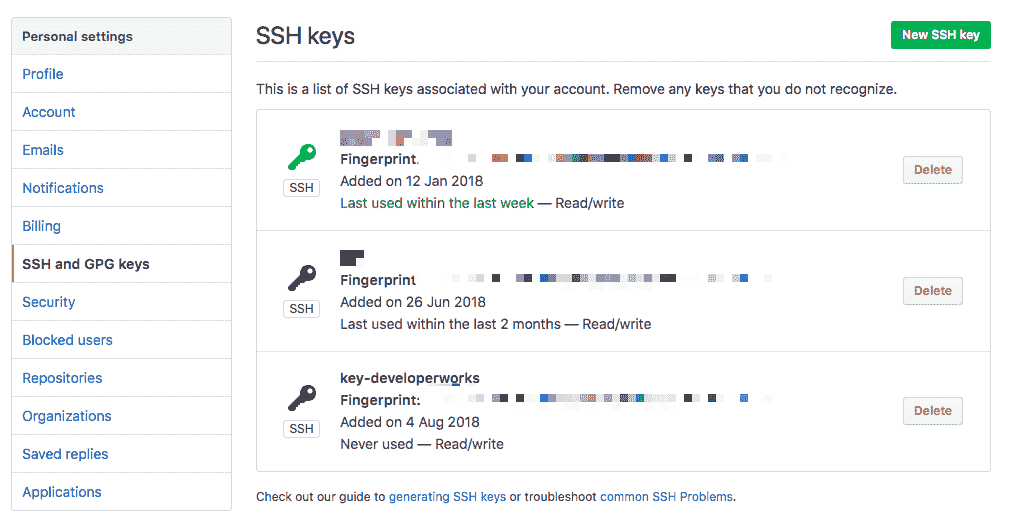 Personal settings
Profile
Account
Emails
Notifications
Billing
SSH and GPG keys
Security
Blocked users
Repositories
Organizations
Saved replies
Applications
SSH keys
New SSH key
This is a list of SSH keys associated with your account. Remove any keys that you do not recognize.
SSH
Fingerprint
Added on 12 Jan 2018
Last used within the last week — Read/write
Delete
SSH
Fingerprint
Added on 26 Jun 2018
Last used within the last 2 months — Read/write
Delete
SSH
key-developerworks
Fingerprint:
Added on 4 Aug 2018
Never used — Read/write
Delete
Check out our guide to generating SSH keys or troubleshoot common SSH Problems.